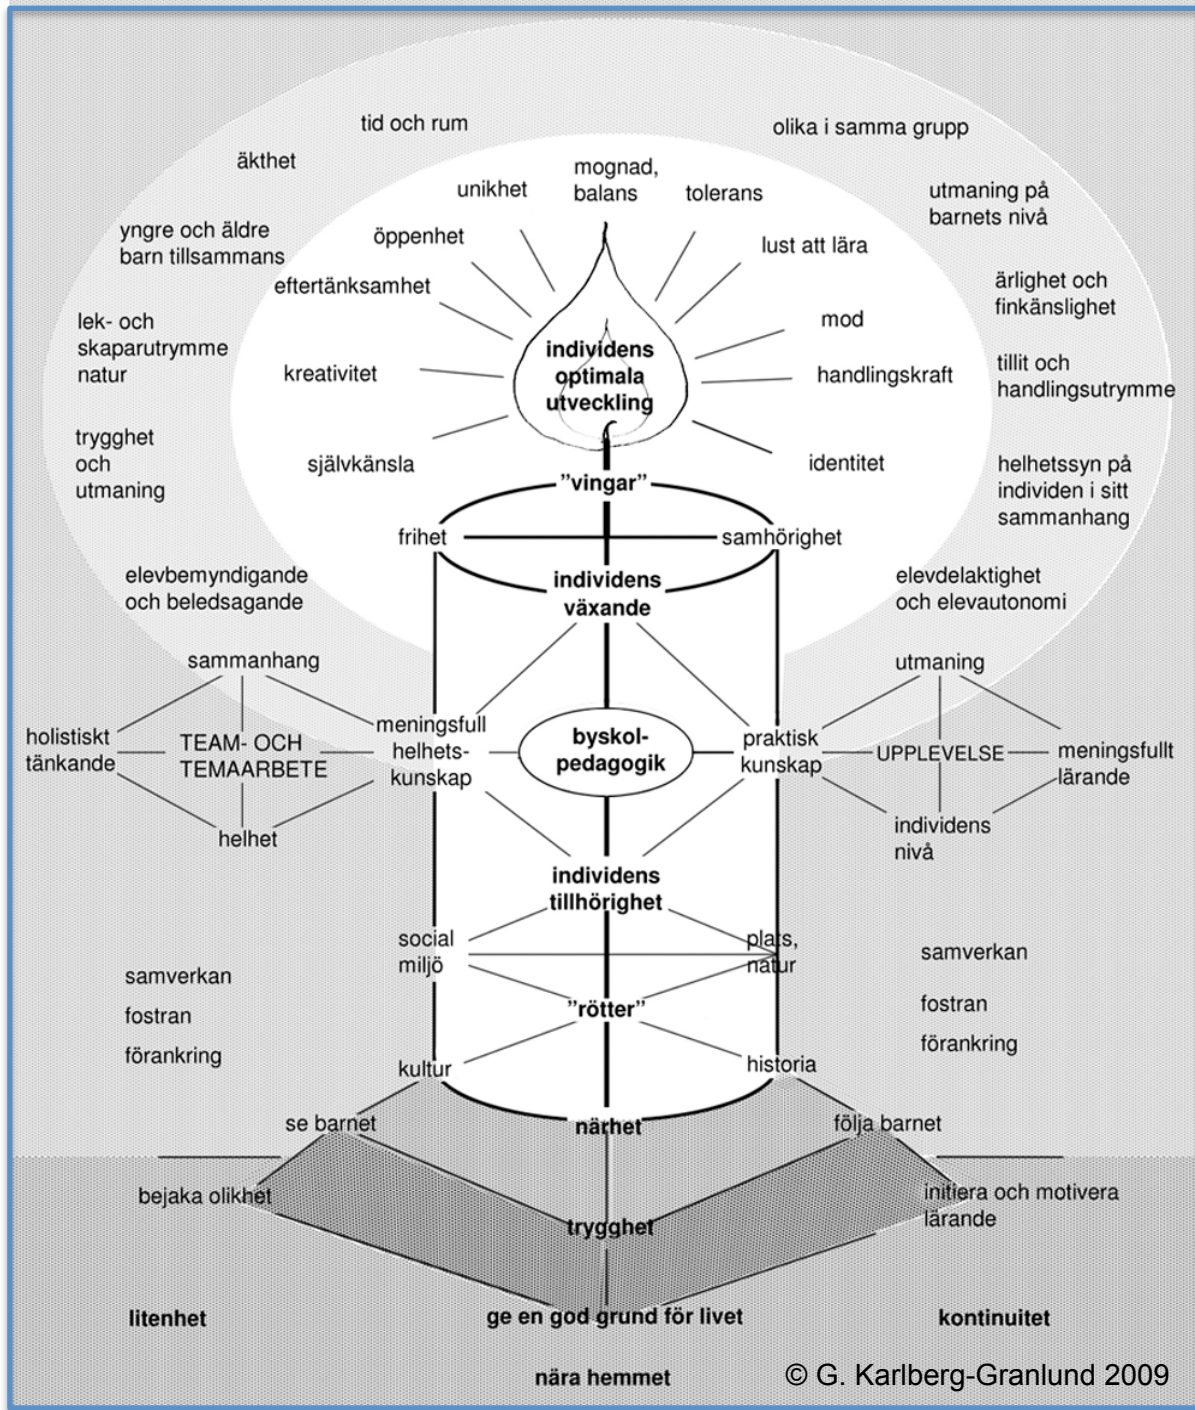 tid och rum
olika i samma grupp
äkthet
mognad,
balans
unikhet
tolerans
utmaning på
barnets nivå
yngre och äldre
barn tillsammans
öppenhet
lust att lära
eftertänksamhet
ärlighet och
finkänslighet
lek- och
skaparutrymme
natur
mod
individens
optimala
utveckling
kreativitet
handlingskraft
tillit och
handlingsutrymme
trygghet
och
utmaning
självkänsla
identitet
helhetssyn på
individen i sitt
sammanhang
”vingar”
frihet
samhörighet
elevbemyndigande
och beledsagande
individens
växande
elevdelaktighet
och elevautonomi
sammanhang
utmaning
holistiskt
tänkande
TEAM- OCH
TEMAARBETE
meningsfull
helhets-
kunskap
byskol-
pedagogik
praktisk
kunskap
UPPLEVELSE
meningsfullt
lärande
helhet
individens
nivå
individens
tillhörighet
social
miljö
plats,
natur
samverkan
fostran
förankring
samverkan
fostran
förankring
”rötter”
kultur
historia
se barnet
närhet
följa barnet
bejaka olikhet
initiera och motivera
lärande
trygghet
litenhet
ge en god grund för livet
kontinuitet
nära hemmet
© G. Karlberg-Granlund 2009